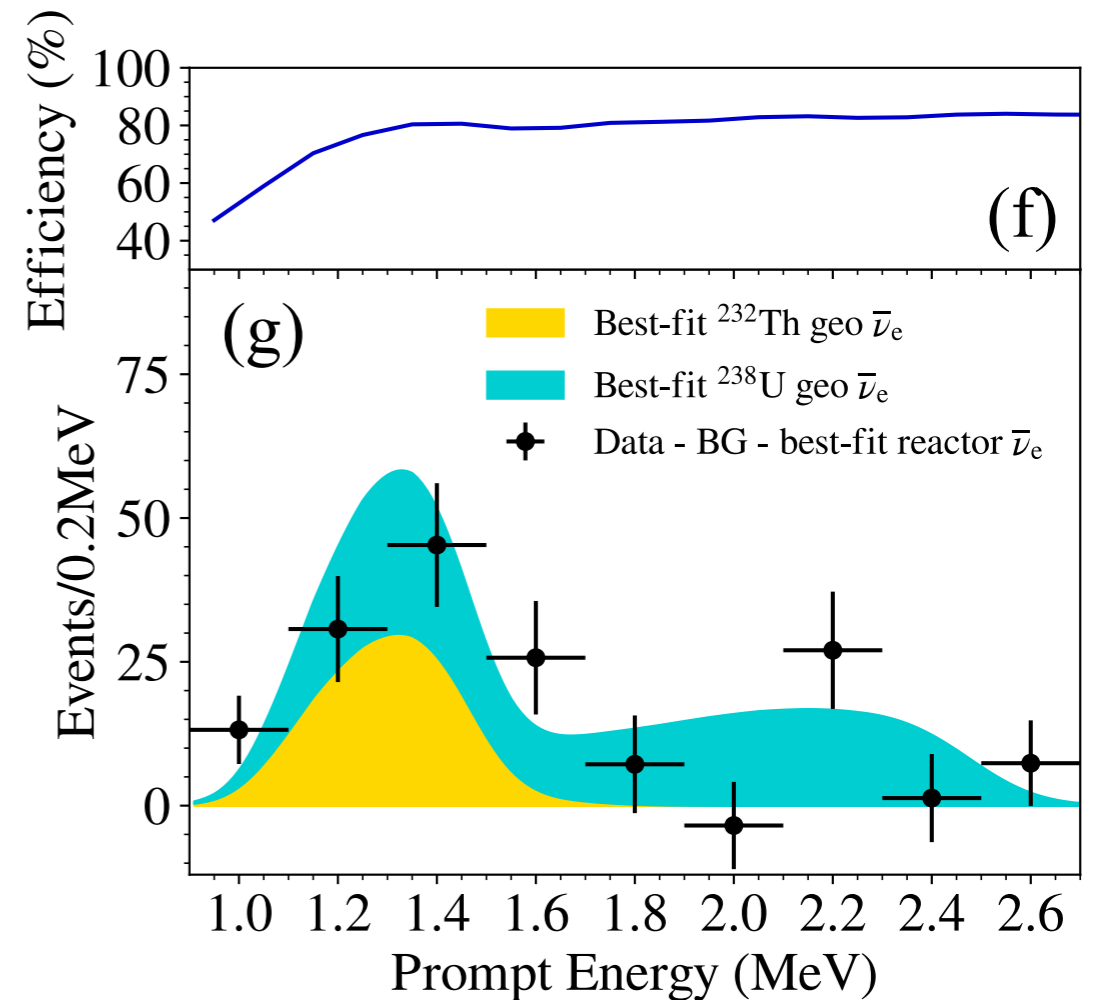 Efficiency (%)
100
80
60
40
(f)
(g)
Best-fit ²³²Th geo ν̅ₑ
Best-fit ²³⁸U geo ν̅ₑ
Data - BG - best-fit reactor ν̅ₑ
Events/0.2MeV
75
50
25
0
1.0 1.2 1.4 1.6 1.8 2.0 2.2 2.4 2.6
Prompt Energy (MeV)